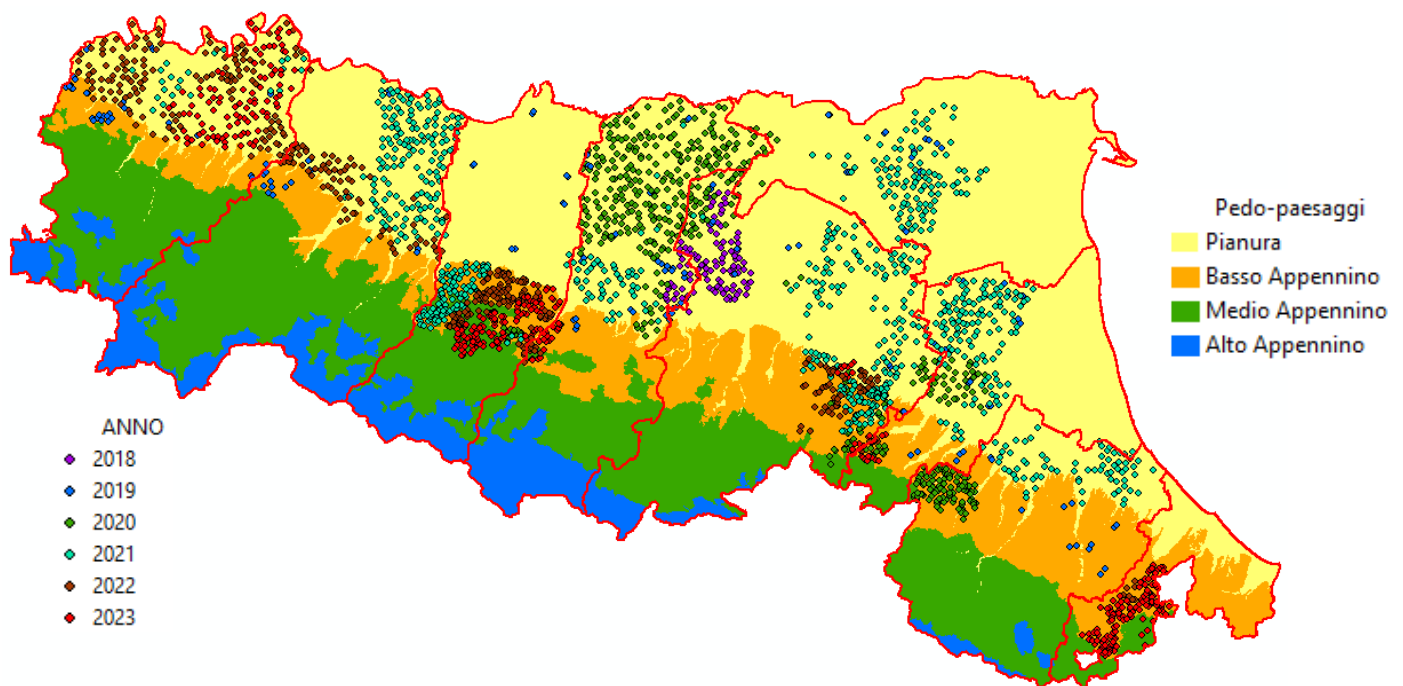 Pedo-paesaggi
Pianura
Basso Appennino
Medio Appennino
Alto Appennino
ANNO
2018
2019
2020
2021
2022
2023